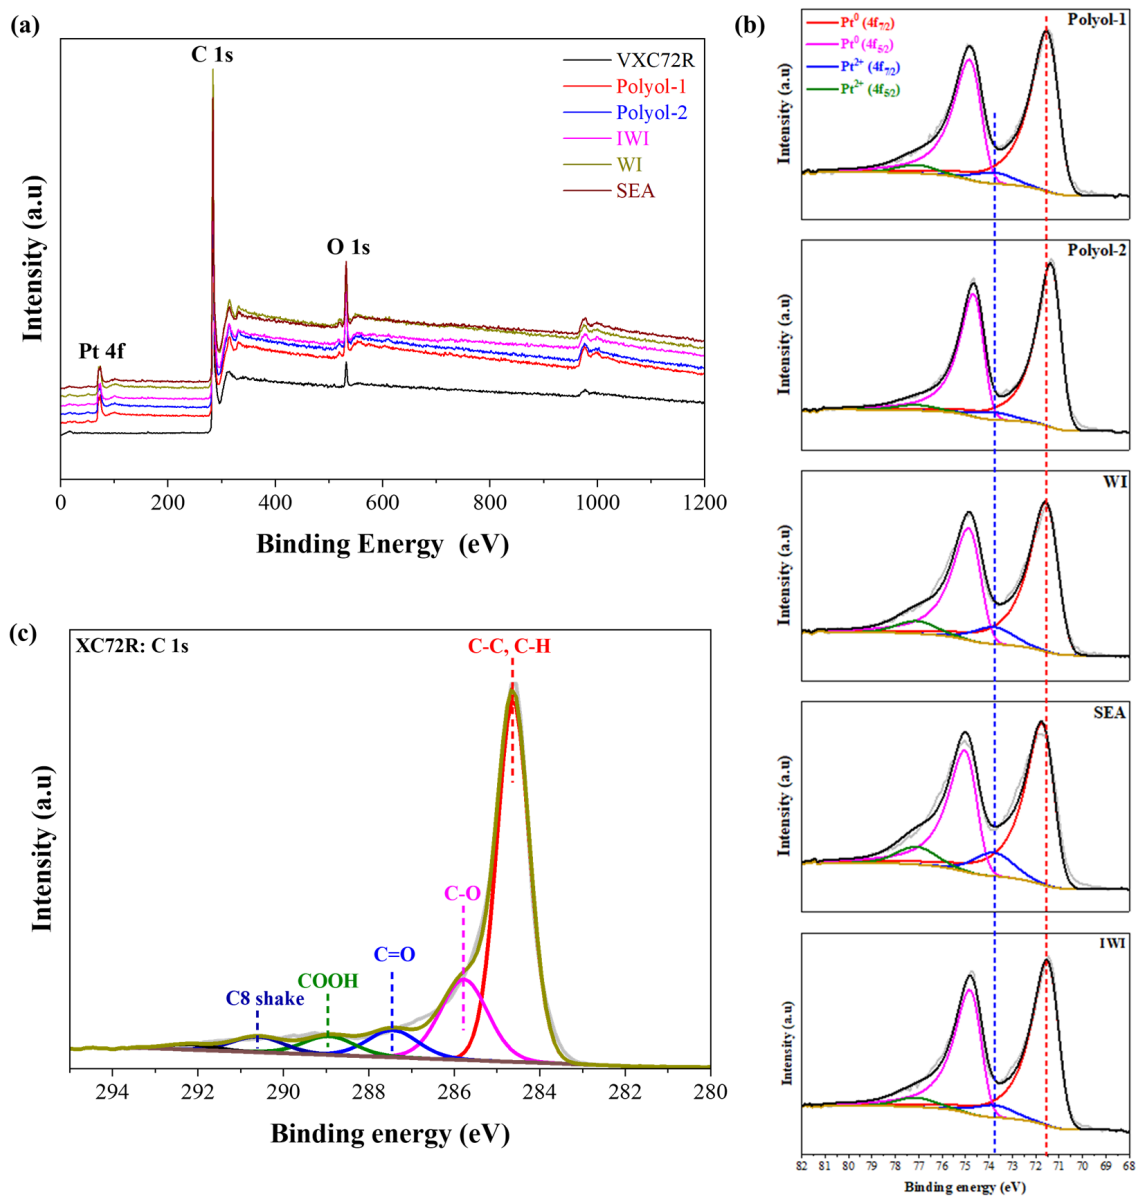 (a)
C 1s
O 1s
Pt 4f
VXC72R
Polyol-1
Polyol-2
IWI
WI
SEA
Intensity (a.u)
0 200 400 600 800 1000 1200
Binding Energy (eV)
(b)
Pt0 (4f7/2)
Pt0 (4f5/2)
Pt2+ (4f7/2)
Pt2+ (4f5/2)
Polyol-1
Intensity (a.u)
Polyol-2
Intensity (a.u)
WI
Intensity (a.u)
SEA
Intensity (a.u)
IWI
Intensity (a.u)
82 81 80 79 78 77 76 75 74 73 72 71 70 69 68
Binding energy (eV)
(c)
XC72R: C 1s
C-C, C-H
C-O
C=O
COOH
C8 shake
Intensity (a.u)
294 292 290 288 286 284 282 280
Binding energy (eV)